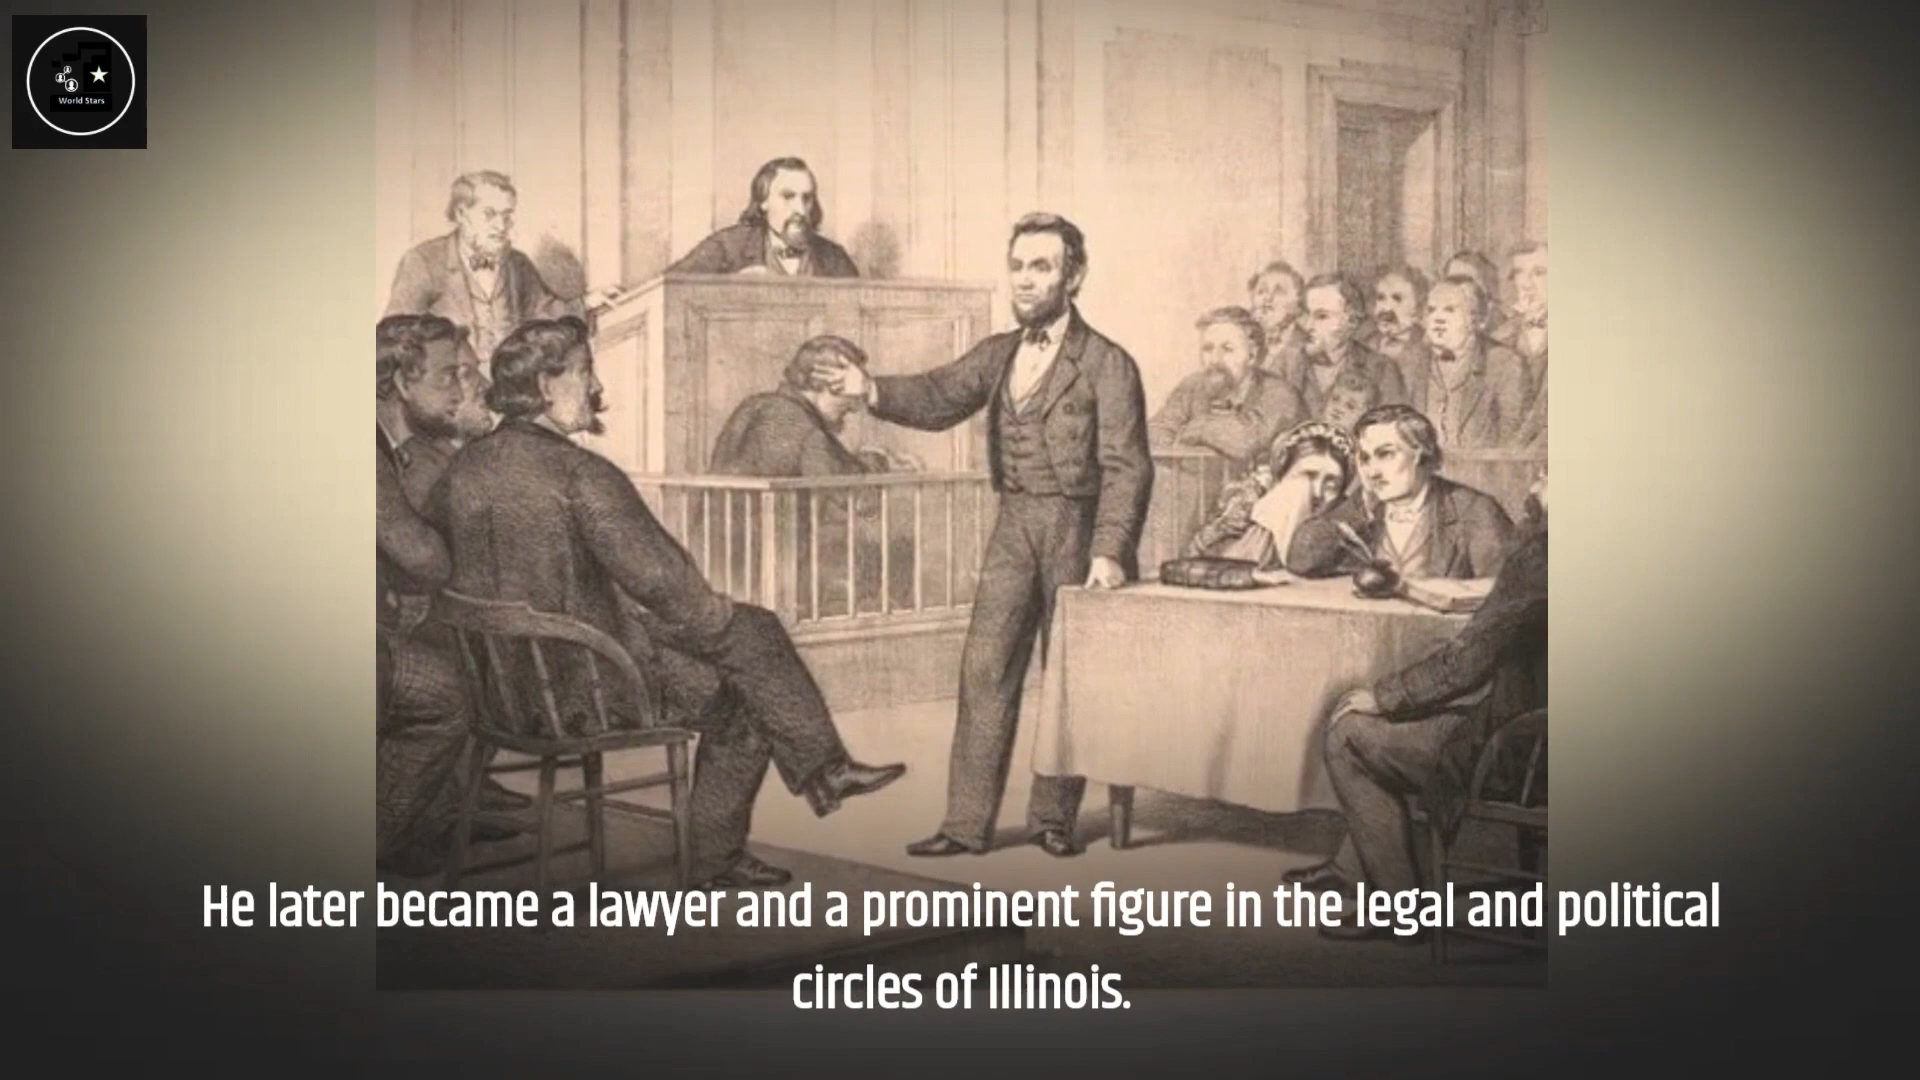 World Stars
He later became a lawyer and a prominent figure in the legal and political
circles of Illinois.